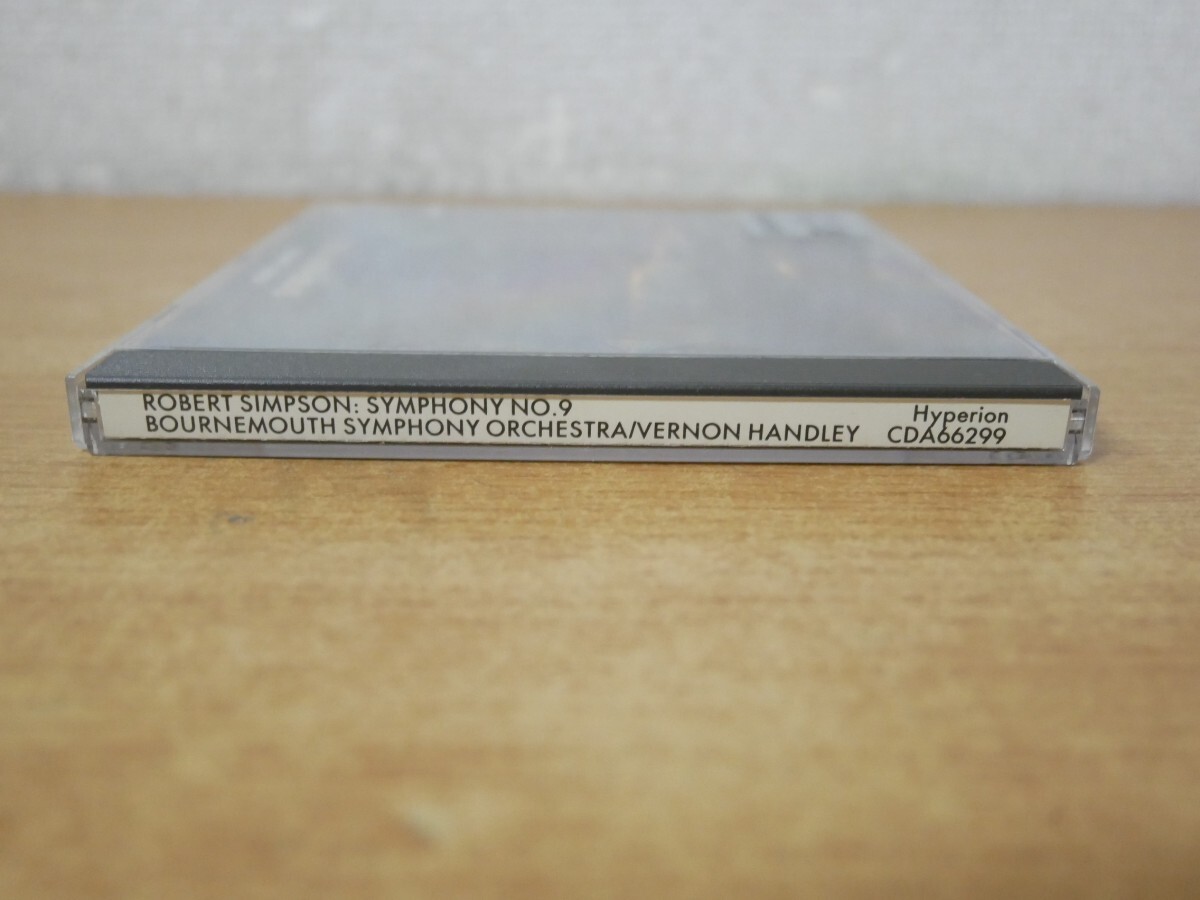 ROBERT SIMPSON: SYMPHONY NO.9
BOURNEMOUTH SYMPHONY ORCHESTRA/VERNON HANDLEY
Hyperion
CDA66299